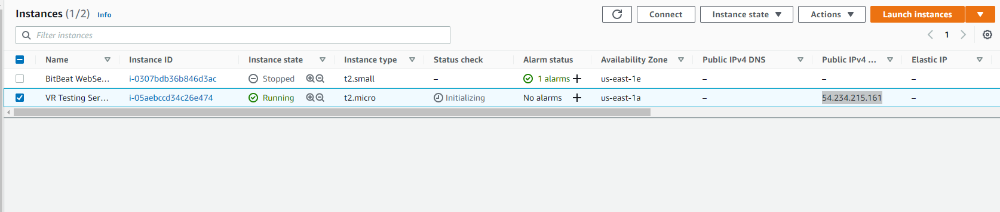 Instances (1/2) Info Connect Instance state Actions Launch instances
Filter instances 1
Name Instance ID Instance state Instance type Status check Alarm status Availability Zone Public IPv4 DNS Public IPv4 ... Elastic IP
BitBeat WebSe... i-0307bdb36b846d3ac Stopped t2.small – 1 alarms + us-east-1e – – –
VR Testing Ser... i-05aebccd34c26e474 Running t2.micro Initializing No alarms + us-east-1a – 54.234.215.161 –